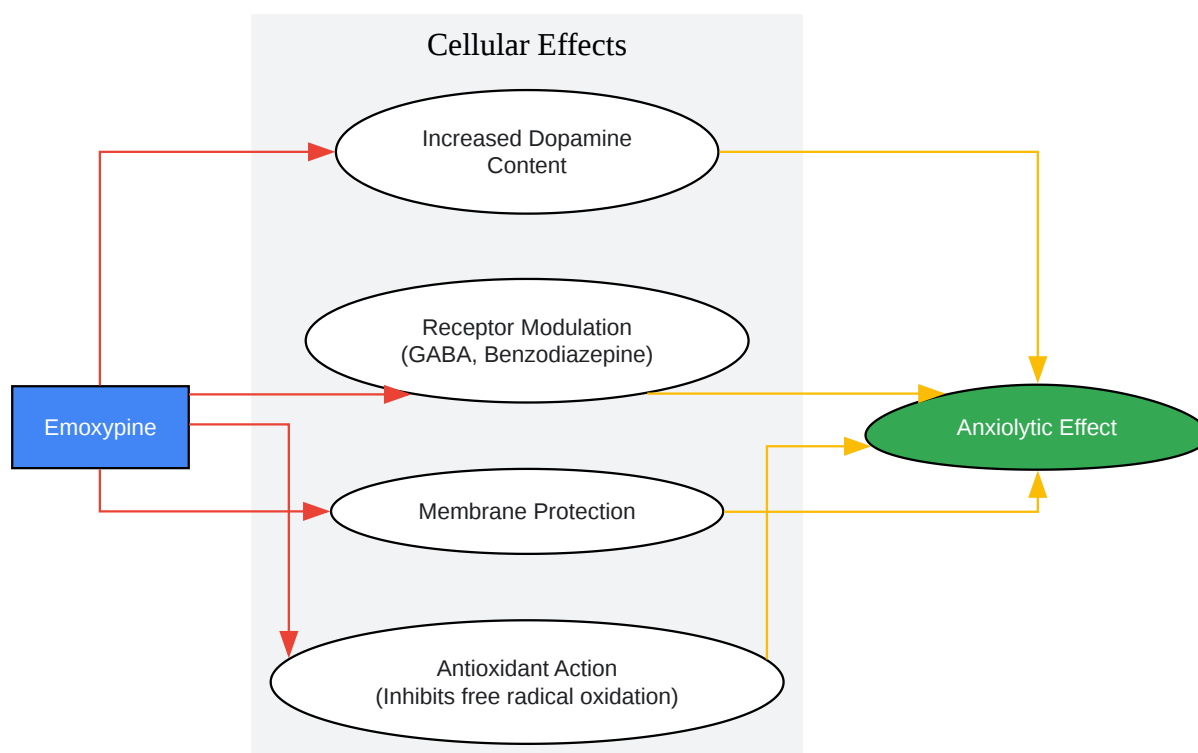 Cellular Effects
Increased Dopamine
Content
Receptor Modulation
(GABA, Benzodiazepine)
Emoxypine
Anxiolytic Effect
Membrane Protection
Antioxidant Action
(Inhibits free radical oxidation)